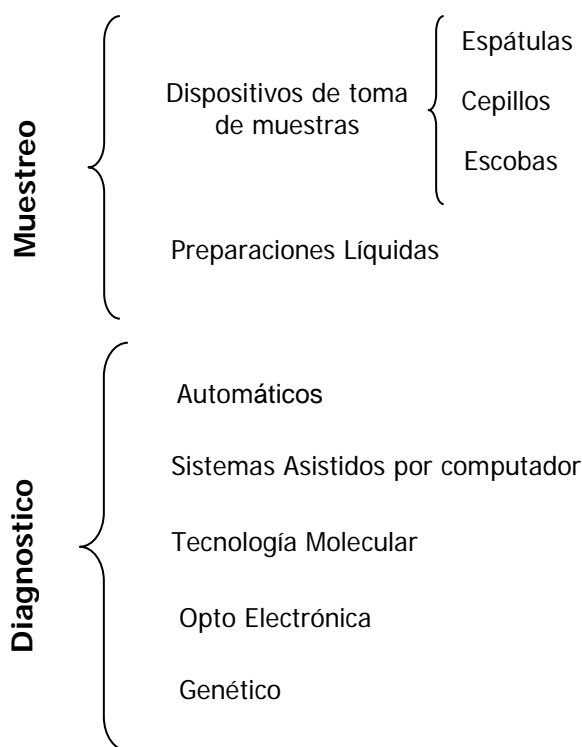 Muestreo
Dispositivos de toma
de muestras
Espátulas
Cepillos
Escobas
Preparaciones Líquidas
Diagnostico
Automáticos
Sistemas Asistidos por computador
Tecnología Molecular
Opto Electrónica
Genético